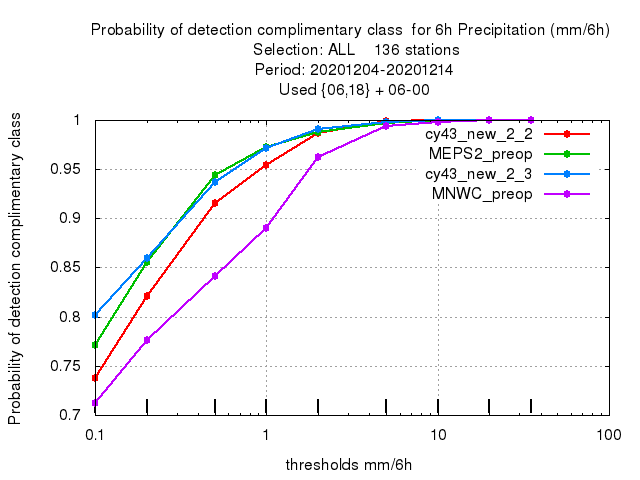 Probability of detection complimentary class  for 6h Precipitation (mm/6h)
Selection: ALL    136 stations
Period: 20201204-20201214
Used {06,18} + 06-00
Probability of detection complimentary class
1
0.95
0.9
0.85
0.8
0.75
0.7
cy43_new_2_2
MEPS2_preop
cy43_new_2_3
MNWC_preop
0.1
1
10
100
thresholds mm/6h